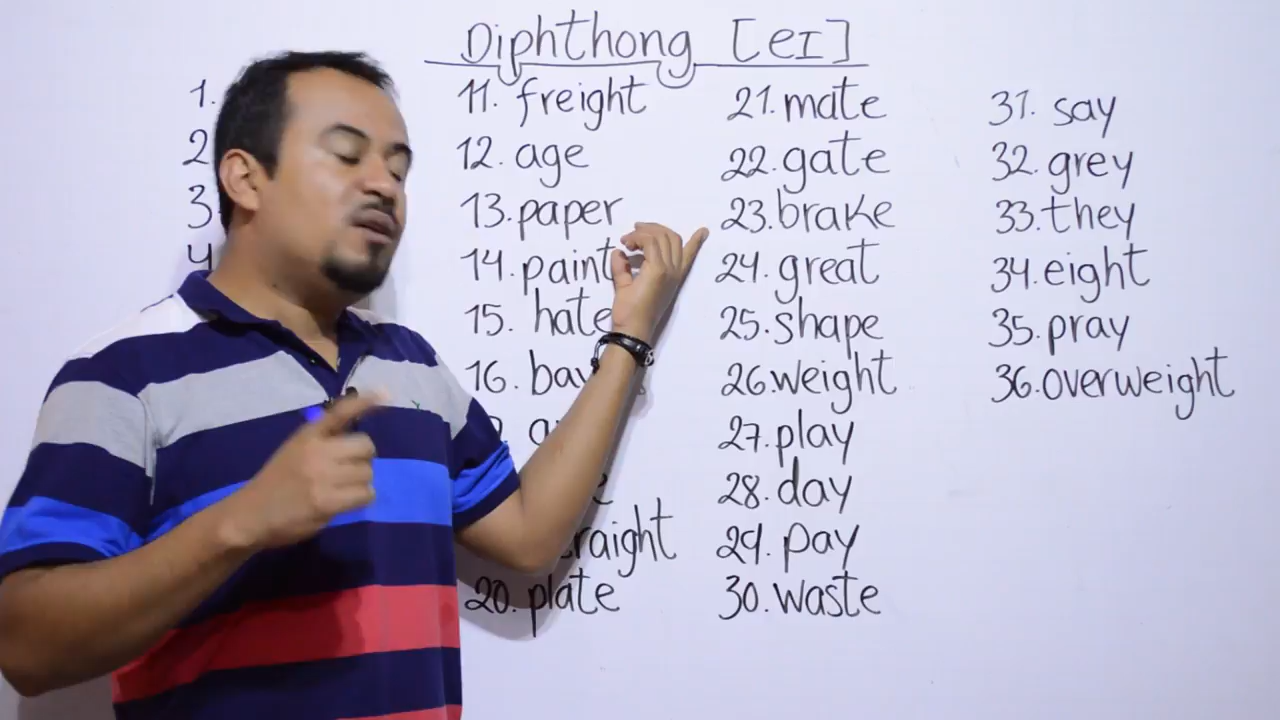 Diphthong [eɪ]
1.
2
3.
4
11. freight
12. age
13. paper
14. paint
15. hate
16.
20. plate
21. mate
22. gate
23. brake
24. great
25. shape
26. weight
27. play
28. day
29. pay
30. waste
31. say
32. grey
33. they
34. eight
35. pray
36. overweight